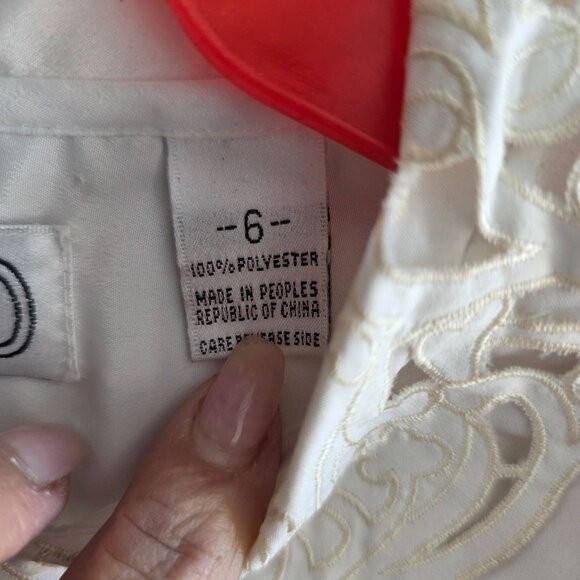 -6-
100% POLYESTER
MADE IN PEOPLES
REPUBLIC OF CHINA
CARE REVERSE SIDE